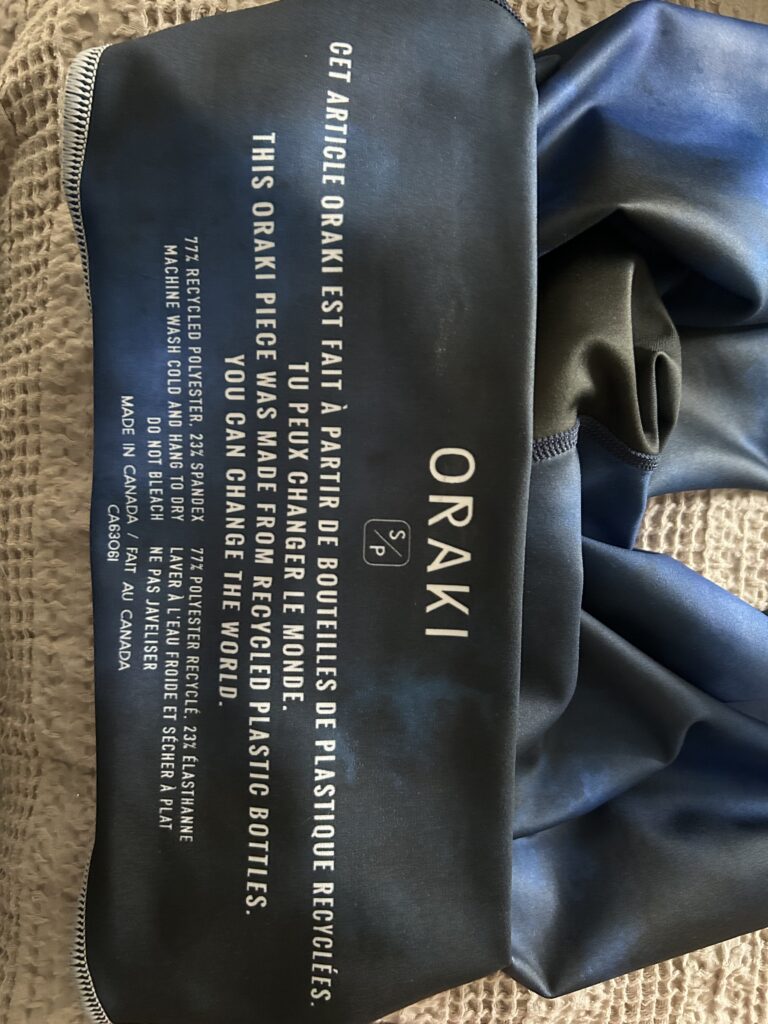 ORAKI
S/P
CET ARTICLE ORAKI EST FAIT À PARTIR DE BOUTEILLES DE PLASTIQUE RECYCLÉES.
TU PEUX CHANGER LE MONDE.
THIS ORAKI PIECE WAS MADE FROM RECYCLED PLASTIC BOTTLES.
YOU CAN CHANGE THE WORLD.
77% RECYCLED POLYESTER, 23% SPANDEX
MACHINE WASH COLD AND HANG TO DRY
DO NOT BLEACH
77% POLYESTER RECYCLÉ, 23% ÉLASTHANNE
LAVER À L'EAU FROIDE ET SÉCHER À PLAT
NE PAS JAVELISER
MADE IN CANADA / FAIT AU CANADA
CA63061